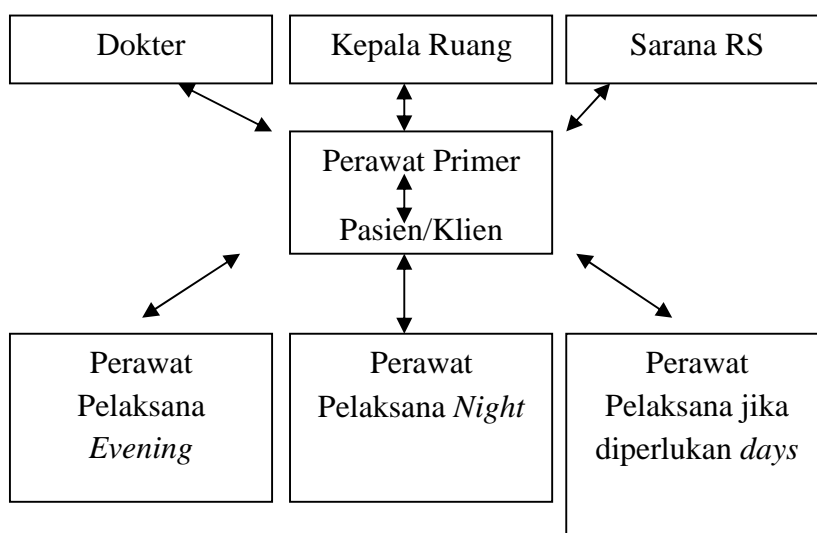 Dokter
Kepala Ruang
Sarana RS
Perawat Primer
Pasien/Klien
Perawat
Pelaksana
Evening
Perawat
Pelaksana Night
Perawat
Pelaksana jika
diperlukan days